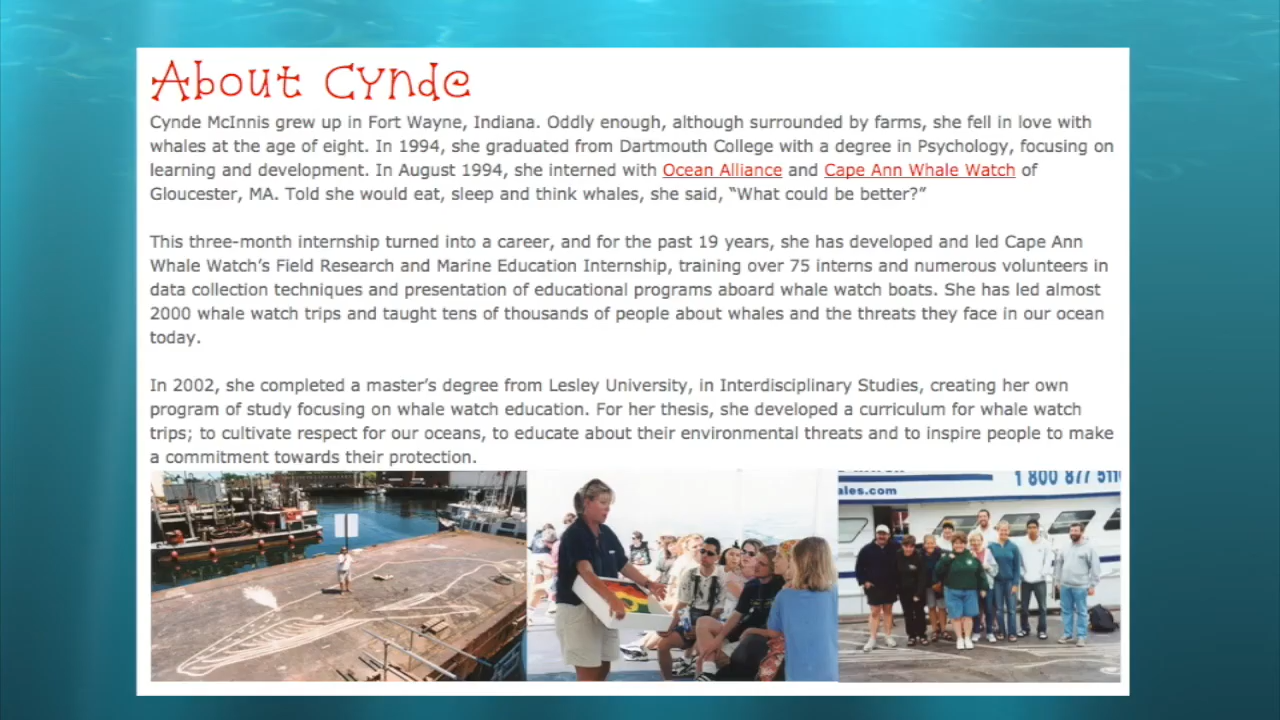 About Cynde
Cynde McInnis grew up in Fort Wayne, Indiana. Oddly enough, although surrounded by farms, she fell in love with
whales at the age of eight. In 1994, she graduated from Dartmouth College with a degree in Psychology, focusing on
learning and development. In August 1994, she interned with Ocean Alliance and Cape Ann Whale Watch of
Gloucester, MA. Told she would eat, sleep and think whales, she said, “What could be better?”
This three-month internship turned into a career, and for the past 19 years, she has developed and led Cape Ann
Whale Watch’s Field Research and Marine Education Internship, training over 75 interns and numerous volunteers in
data collection techniques and presentation of educational programs aboard whale watch boats. She has led almost
2000 whale watch trips and taught tens of thousands of people about whales and the threats they face in our ocean
today.
In 2002, she completed a master’s degree from Lesley University, in Interdisciplinary Studies, creating her own
program of study focusing on whale watch education. For her thesis, she developed a curriculum for whale watch
trips; to cultivate respect for our oceans, to educate about their environmental threats and to inspire people to make
a commitment towards their protection.
1 800 877 511
ales.com